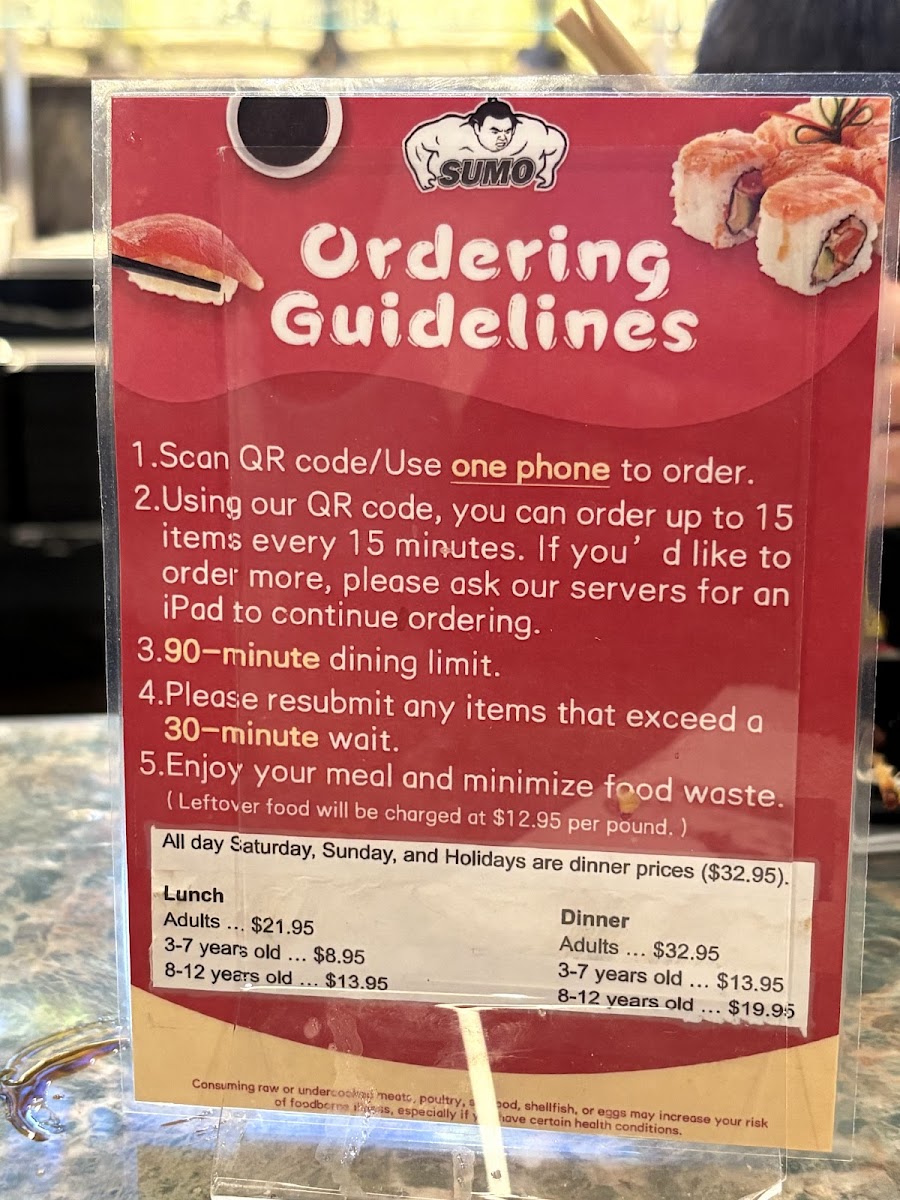 SUMO
Ordering
Guidelines
1.Scan QR code/Use one phone to order.
2.Using our QR code, you can order up to 15
items every 15 minutes. If you’ d like to
order more, please ask our servers for an
iPad to continue ordering.
3.90-minute dining limit.
4.Please resubmit any items that exceed a
30-minute wait.
5.Enjoy your meal and minimize food waste.
( Leftover food will be charged at $12.95 per pound. )
All day Saturday, Sunday, and Holidays are dinner prices ($32.95).
Lunch
Adults ... $21.95
3-7 years old ... $8.95
8-12 years old ... $13.95
Dinner
Adults ... $32.95
3-7 years old ... $13.95
8-12 years old ... $19.95
Consuming raw or undercooked meats, poultry, seafood, shellfish, or eggs may increase your risk
of foodborne illness, especially if you have certain health conditions.